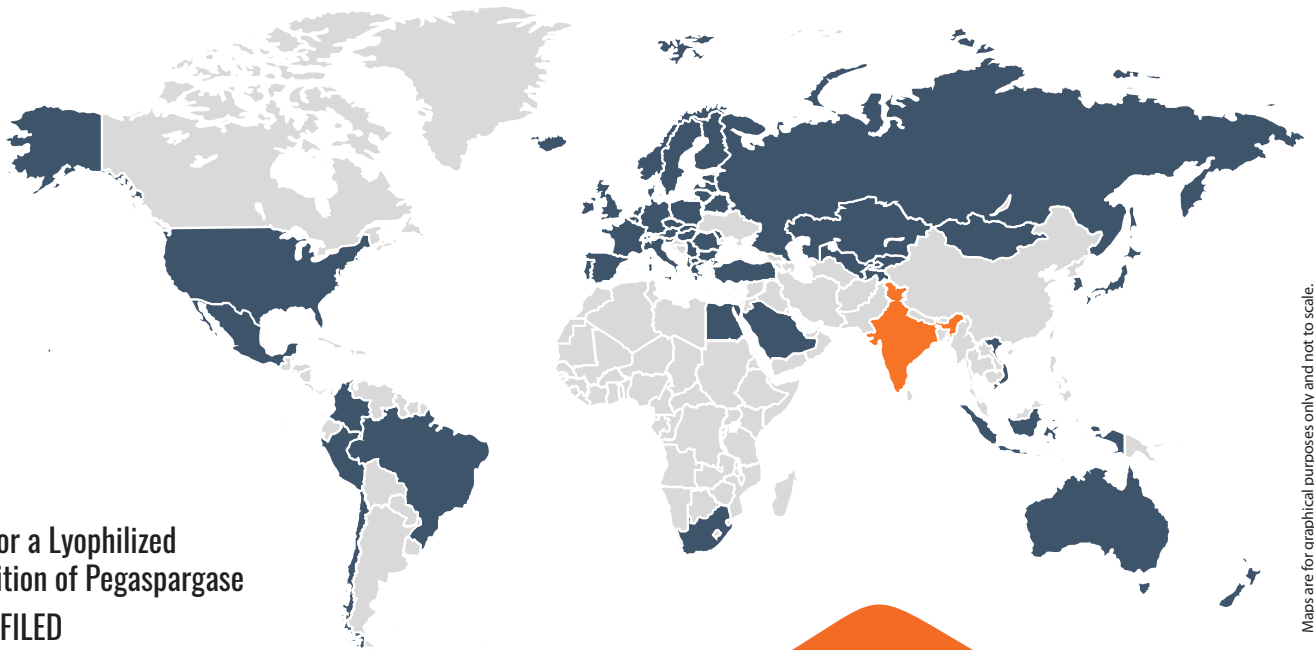 or a Lyophilized
ition of Pegaspargase
FILED
Maps are for graphical purposes only and not to scale.